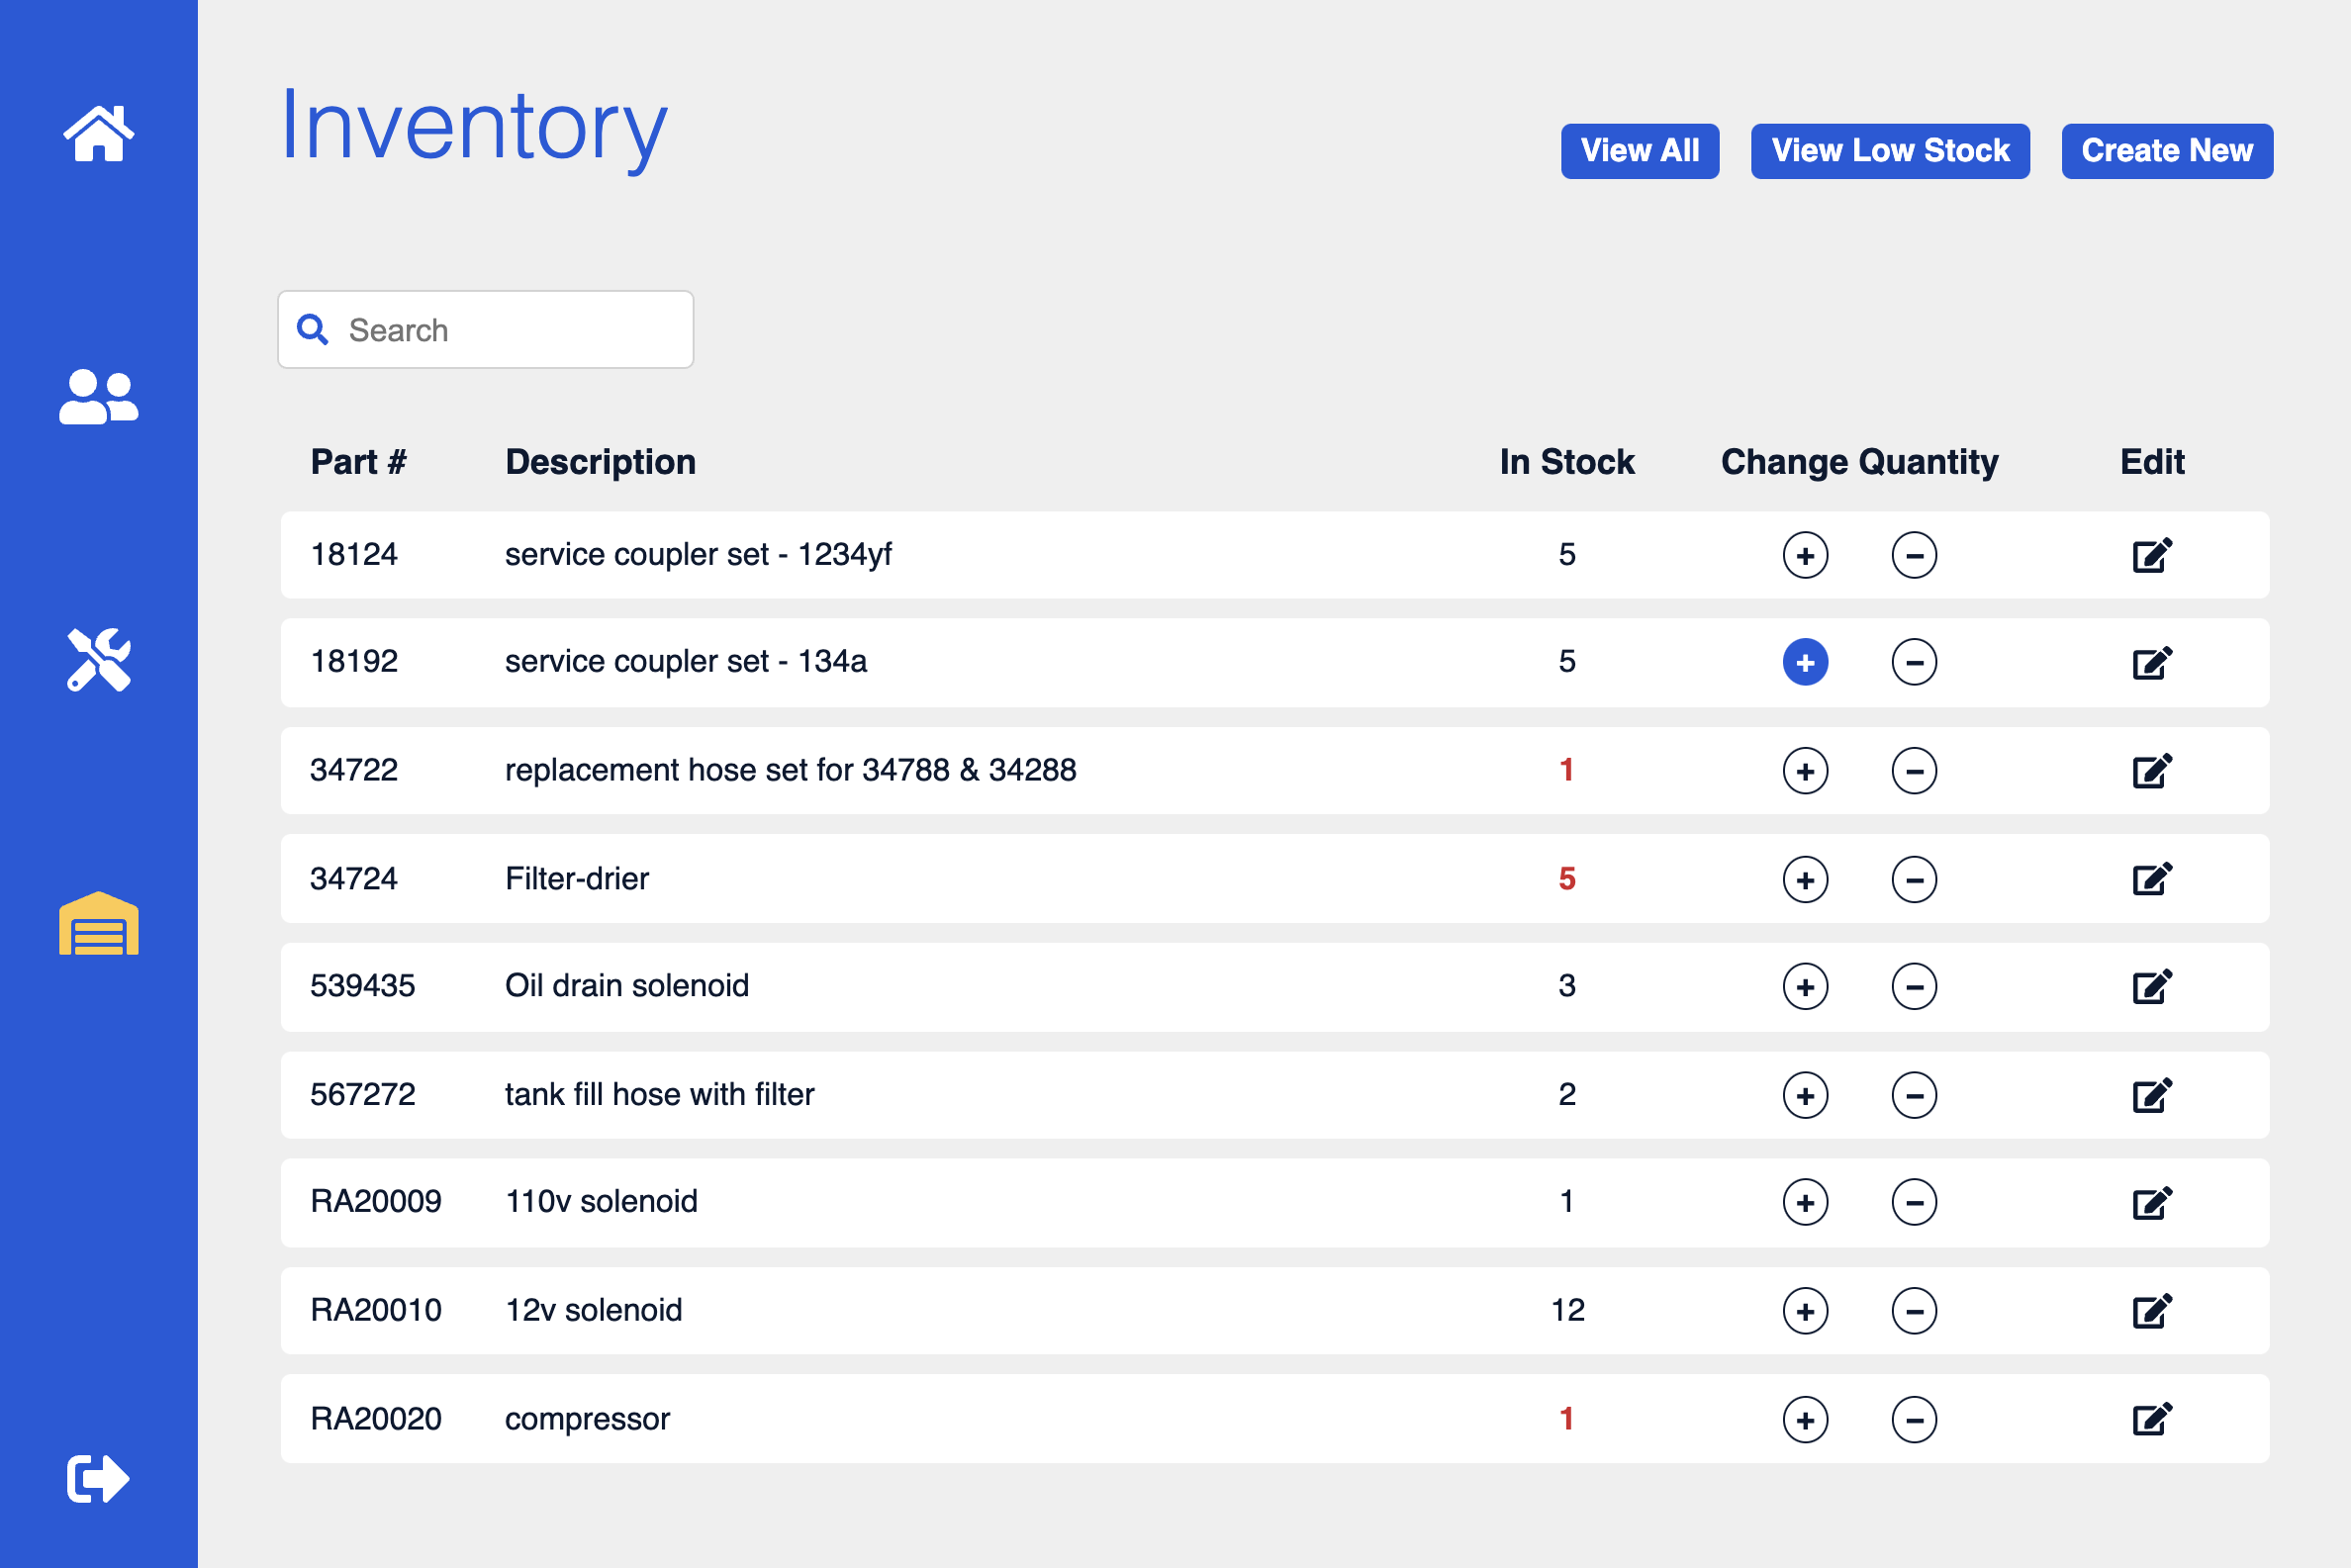 Inventory
View All View Low Stock Create New
Search
Part # Description In Stock Change Quantity Edit
18124 service coupler set - 1234yf 5
18192 service coupler set - 134a 5
34722 replacement hose set for 34788 & 34288 1
34724 Filter-drier 5
539435 Oil drain solenoid 3
567272 tank fill hose with filter 2
RA20009 110v solenoid 1
RA20010 12v solenoid 12
RA20020 compressor 1